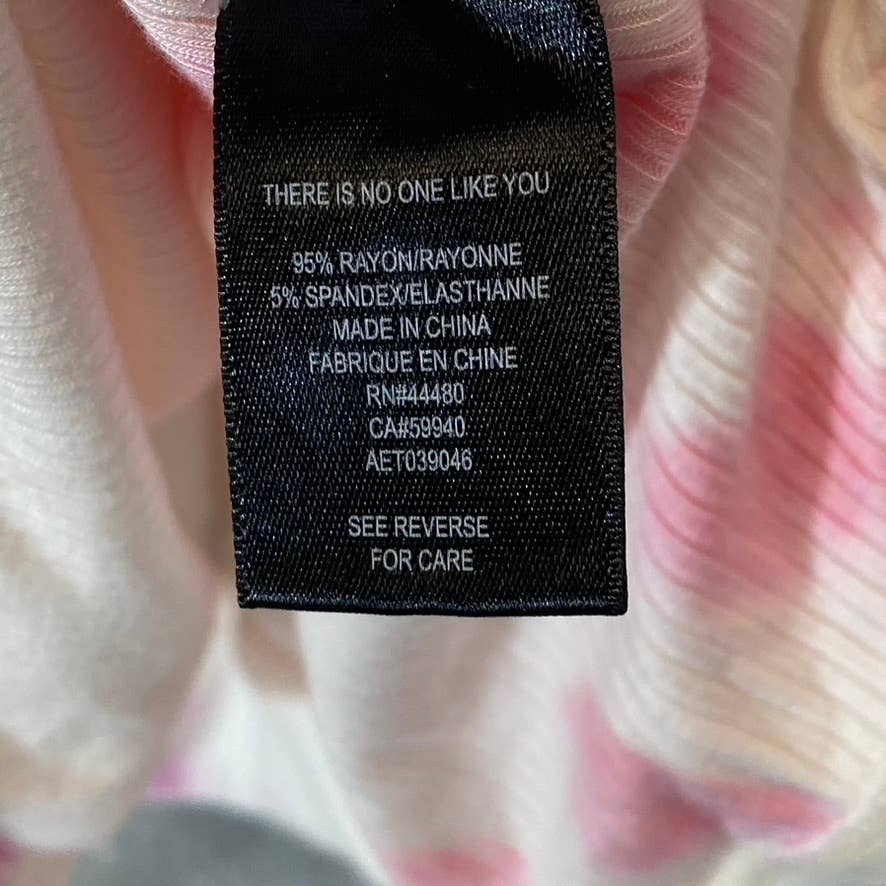 THERE IS NO ONE LIKE YOU
95% RAYON/RAYONNE
5% SPANDEX/ELASTHANNE
MADE IN CHINA
FABRIQUE EN CHINE
RN#44480
CA#59940
AET039046
SEE REVERSE
FOR CARE